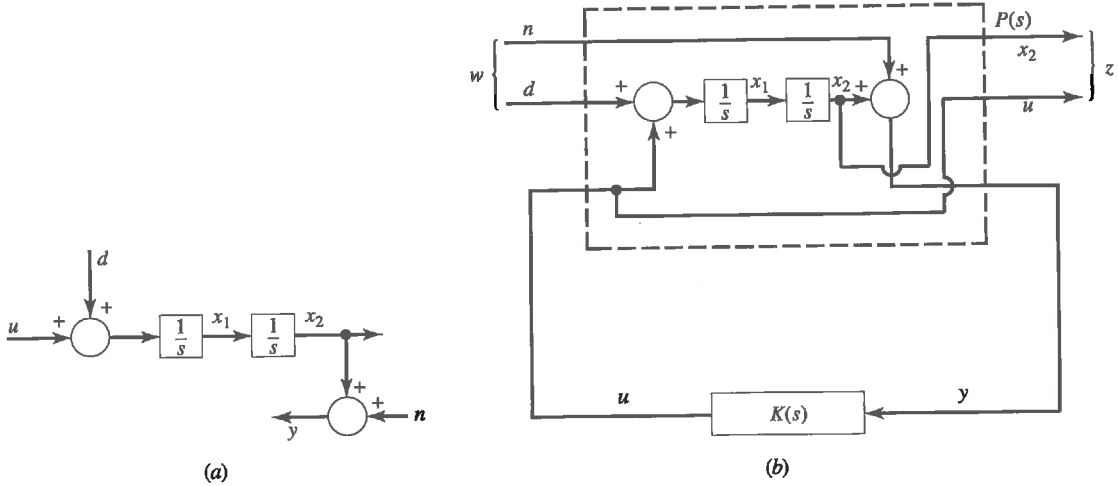 d
u
+
+
1/s
x₁
1/s
x₂
+
+
n
y
(a)
w
n
d
+
+
1/s
x₁
1/s
x₂
+
+
P(s)
x₂
u
z
u
K(s)
y
(b)